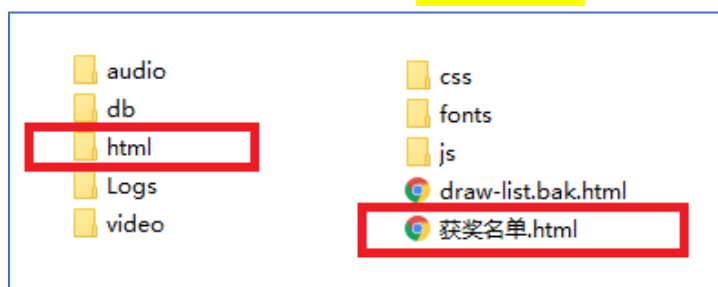 audio
db
html
Logs
video
css
fonts
js
draw-list.bak.html
获奖名单.html